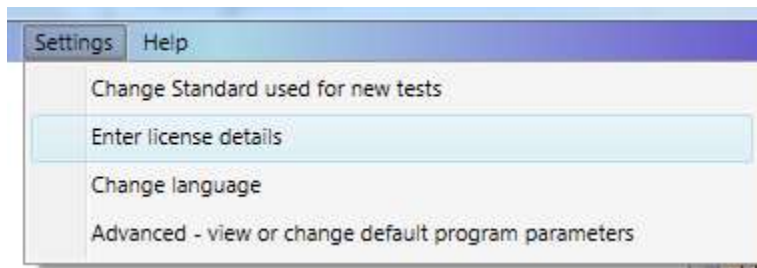 Settings Help
Change Standard used for new tests
Enter license details
Change language
Advanced - view or change default program parameters